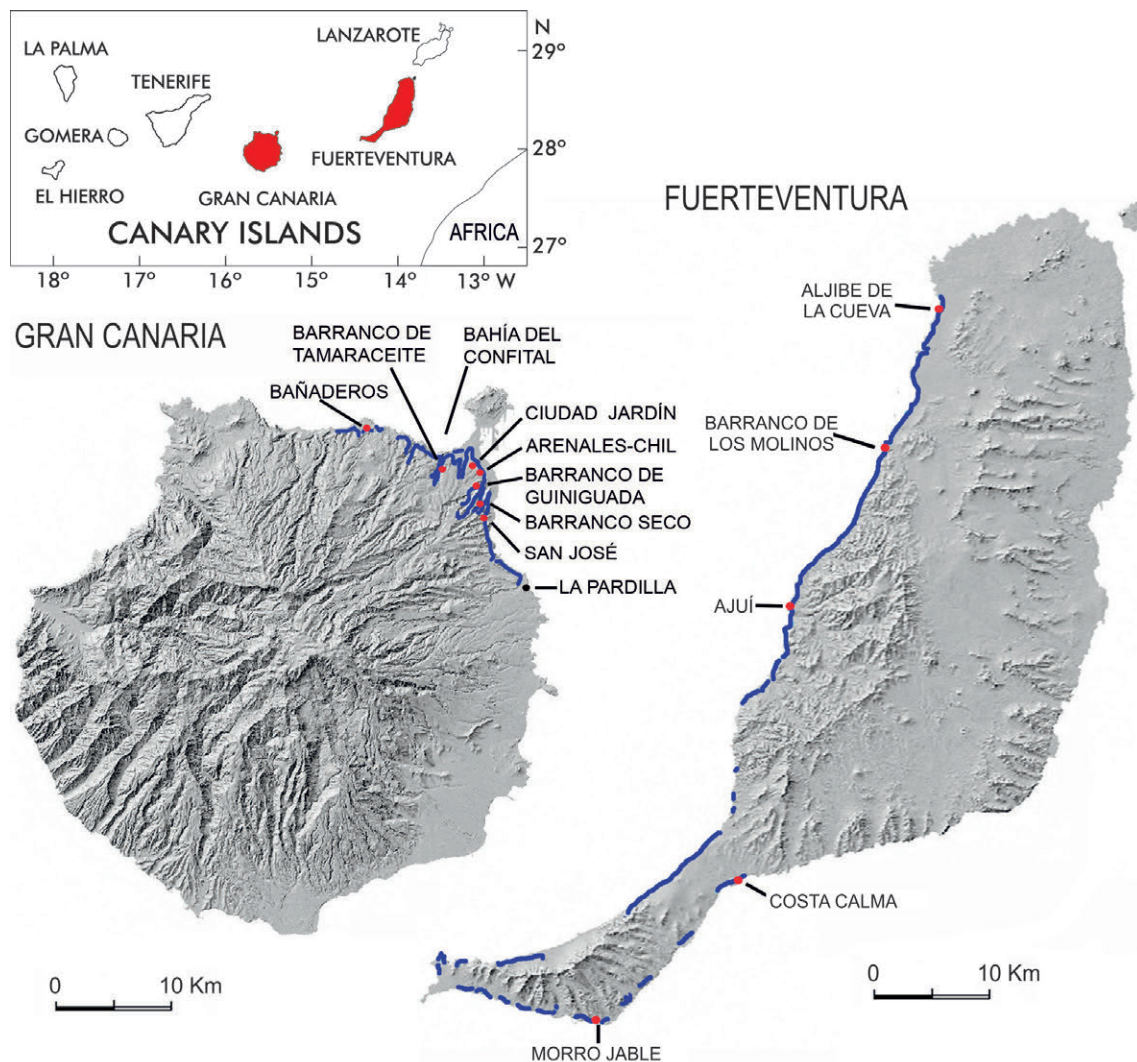 N
LANZAROTE
29°
LA PALMA
TENERIFE
GOMERA
28°
FUERTEVENTURA
EL HIERRO
GRAN CANARIA
CANARY ISLANDS
AFRICA
27°
18°
17°
16°
15°
14°
13° W
FUERTEVENTURA
ALJIBE DE
LA CUEVA
BARRANCO DE
LOS MOLINOS
AJUÍ
COSTA CALMA
MORRO JABLE
0
10 Km
GRAN CANARIA
BARRANCO DE
TAMARACEITE
BAHÍA DEL
CONFITAL
BAÑADEROS
CIUDAD JARDÍN
ARENALES-CHIL
BARRANCO DE
GUINIGUADA
BARRANCO SECO
SAN JOSÉ
LA PARDILLA
0
10 Km